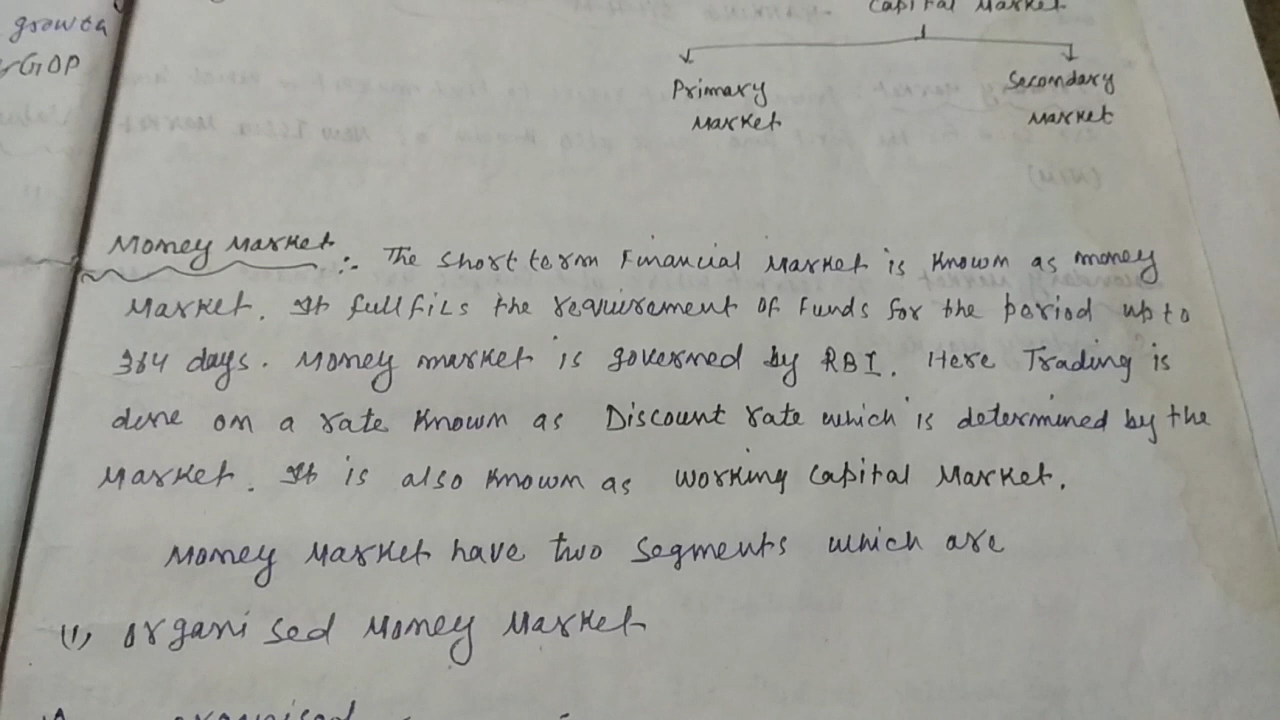 growth
GDP
Capital Market
Primary Secondary
Market Market
Money Market :- The short term Financial Market is known as money
Market. It fullfils the requirement of Funds for the period upto
364 days. Money market is governed by RBI. Here Trading is
done on a rate known as Discount rate which is determined by the
Market. It is also known as working Capital Market.
Money Market have two segments which are
(1) organised Money Market